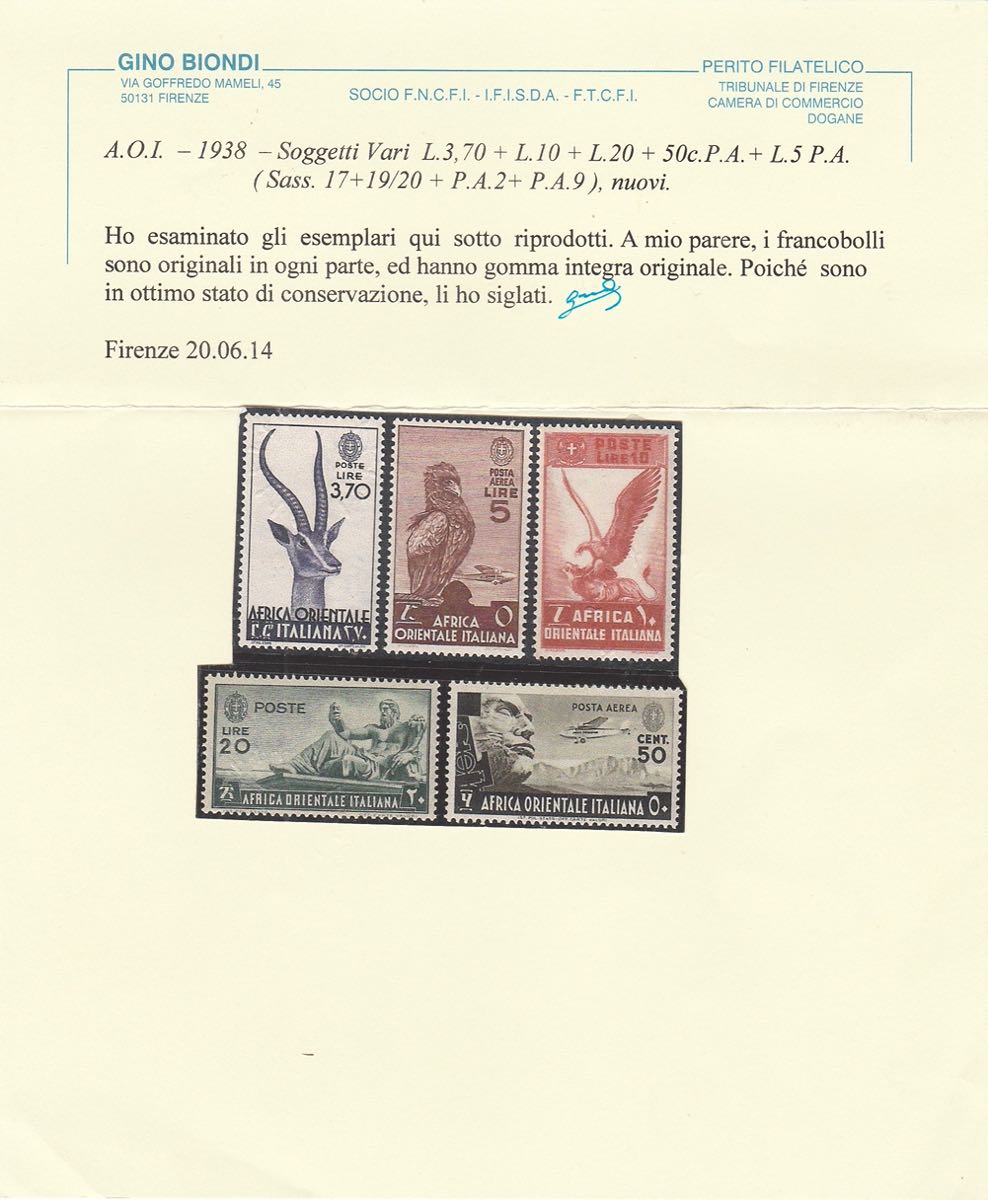 GINO BIONDI
VIA GOFFREDO MAMELI, 45
50131 FIRENZE
SOCIO F.N.C.F.I. - I.F.I.S.D.A. - F.T.C.F.I.
PERITO FILATELICO
TRIBUNALE DI FIRENZE
CAMERA DI COMMERCIO
DOGANE
A.O.I. – 1938 – Soggetti Vari L.3,70 + L.10 + L.20 + 50c.P.A.+ L.5 P.A.
( Sass. 17+19/20 + P.A.2+ P.A.9 ), nuovi.
Ho esaminato gli esemplari qui sotto riprodotti. A mio parere, i francobolli
sono originali in ogni parte, ed hanno gomma integra originale. Poiché sono
in ottimo stato di conservazione, li ho siglati.
Firenze 20.06.14
POSTE
LIRE
3,70
AFRICA ORIENTALE
ITALIANA ٣٧٠
POSTA
AEREA
LIRE
5
AFRICA
ORIENTALE ITALIANA
POSTE
LIRE 10
AFRICA ١٠
ORIENTALE ITALIANA
POSTE
LIRE
20
AFRICA ORIENTALE ITALIANA ٢٠
POSTA AEREA
CENT.
50
AFRICA ORIENTALE ITALIANA ٥٠